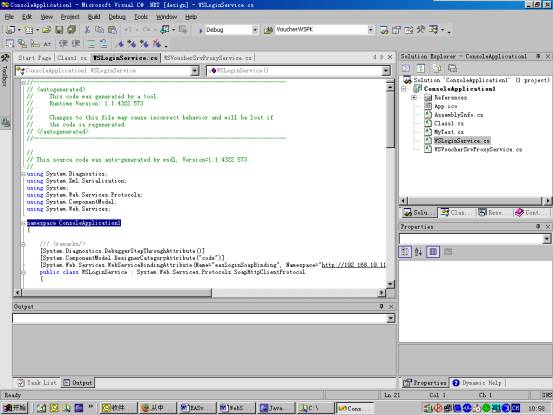 ConsoleApplication1 - Microsoft Visual C# .NET [design] - WSLoginService.cs
File Edit View Project Build Debug Tools Window Help
Debug VoucherWSPK
Start Page Class1.cs WSLoginService.cs WSVoucherSrvProxyService.cs
ConsoleApplication1.WSLoginService WSLoginService()
//------------------------------------------------------------------------------
// <autogenerated>
//     This code was generated by a tool.
//     Runtime Version: 1.1.4322.573
//
//     Changes to this file may cause incorrect behavior and will be lost if
//     the code is regenerated.
// </autogenerated>
//------------------------------------------------------------------------------
//
// This source code was auto-generated by wsdl, Version=1.1.4322.573.
//
using System.Diagnostics;
using System.Xml.Serialization;
using System;
using System.Web.Services.Protocols;
using System.ComponentModel;
using System.Web.Services;
namespace ConsoleApplication1
{
/// <remarks/>
[System.Diagnostics.DebuggerStepThroughAttribute()]
[System.ComponentModel.DesignerCategoryAttribute("code")]
[System.Web.Services.WebServiceBindingAttribute(Name="easloginSoapBinding", Namespace="http://192.168.19.11
public class WSLoginService : System.Web.Services.Protocols.SoapHttpClientProtocol
{
Toolbox
Solution Explorer - ConsoleApplication1
Solution 'ConsoleApplication1' (1 project)
ConsoleApplication1
References
App.ico
AssemblyInfo.cs
Class1.cs
MyTest.cs
WSLoginService.cs
WSVoucherSrvProxyService.cs
Solu... Clas... Reso... Cont...
Properties
Output
Task List Output
Properties Dynamic Help
Ready Ln 21 Col 1 Ch 1 INS
开始 收件... 从中... EASw... WebS... Java... C:\ Cons... CH 10:58